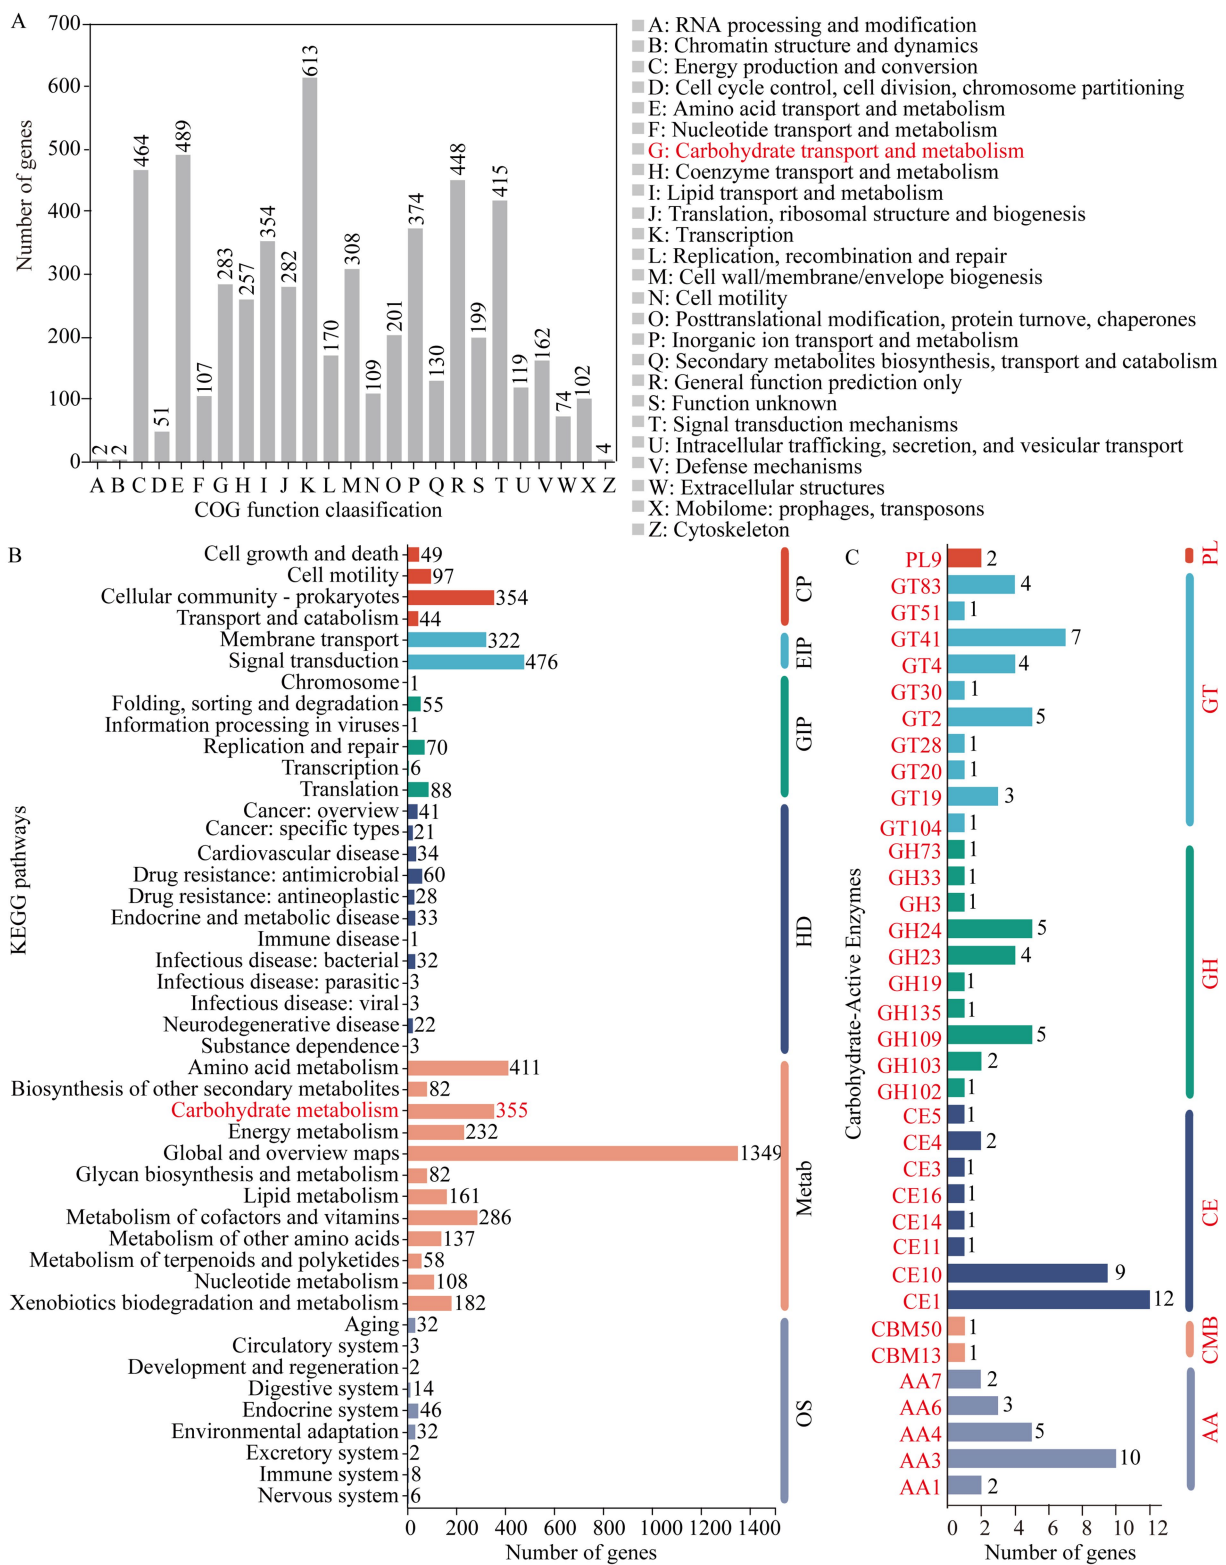 A
Number of genes
700
600
500
400
300
200
100
0
2
2
464
51
489
107
283
257
354
282
613
170
308
109
201
374
130
448
199
415
119
162
74
102
4
A B C D E F G H I J K L M N O P Q R S T U V W X Z
COG function claasification
A: RNA processing and modification
B: Chromatin structure and dynamics
C: Energy production and conversion
D: Cell cycle control, cell division, chromosome partitioning
E: Amino acid transport and metabolism
F: Nucleotide transport and metabolism
G: Carbohydrate transport and metabolism
H: Coenzyme transport and metabolism
I: Lipid transport and metabolism
J: Translation, ribosomal structure and biogenesis
K: Transcription
L: Replication, recombination and repair
M: Cell wall/membrane/envelope biogenesis
N: Cell motility
O: Posttranslational modification, protein turnove, chaperones
P: Inorganic ion transport and metabolism
Q: Secondary metabolites biosynthesis, transport and catabolism
R: General function prediction only
S: Function unknown
T: Signal transduction mechanisms
U: Intracellular trafficking, secretion, and vesicular transport
V: Defense mechanisms
W: Extracellular structures
X: Mobilome: prophages, transposons
Z: Cytoskeleton
B
KEGG pathways
Cell growth and death 49
Cell motility 97
Cellular community - prokaryotes 354
Transport and catabolism 44
Membrane transport 322
Signal transduction 476
Chromosome 1
Folding, sorting and degradation 55
Information processing in viruses 1
Replication and repair 70
Transcription 6
Translation 88
Cancer: overview 41
Cancer: specific types 21
Cardiovascular disease 34
Drug resistance: antimicrobial 60
Drug resistance: antineoplastic 28
Endocrine and metabolic disease 33
Immune disease 1
Infectious disease: bacterial 32
Infectious disease: parasitic 3
Infectious disease: viral 3
Neurodegenerative disease 22
Substance dependence 3
Amino acid metabolism 411
Biosynthesis of other secondary metabolites 82
Carbohydrate metabolism 355
Energy metabolism 232
Global and overview maps 1349
Glycan biosynthesis and metabolism 82
Lipid metabolism 161
Metabolism of cofactors and vitamins 286
Metabolism of other amino acids 137
Metabolism of terpenoids and polyketides 58
Nucleotide metabolism 108
Xenobiotics biodegradation and metabolism 182
Aging 32
Circulatory system 3
Development and regeneration 2
Digestive system 14
Endocrine system 46
Environmental adaptation 32
Excretory system 2
Immune system 8
Nervous system 6
CP
EIP
GIP
HD
Metab
OS
0 200 400 600 800 1000 1200 1400
Number of genes
C
Carbohydrate-Active Enzymes
PL9 2
GT83 4
GT51 1
GT41 7
GT4 4
GT30 1
GT2 5
GT28 1
GT20 1
GT19 3
GT104 1
GH73 1
GH33 1
GH3 1
GH24 5
GH23 4
GH19 1
GH135 1
GH109 5
GH103 2
GH102 1
CE5 1
CE4 2
CE3 1
CE16 1
CE14 1
CE11 1
CE10 9
CE1 12
CBM50 1
CBM13 1
AA7 2
AA6 3
AA4 5
AA3 10
AA1 2
PL
GT
GH
CE
CMB
AA
0 2 4 6 8 10 12
Number of genes